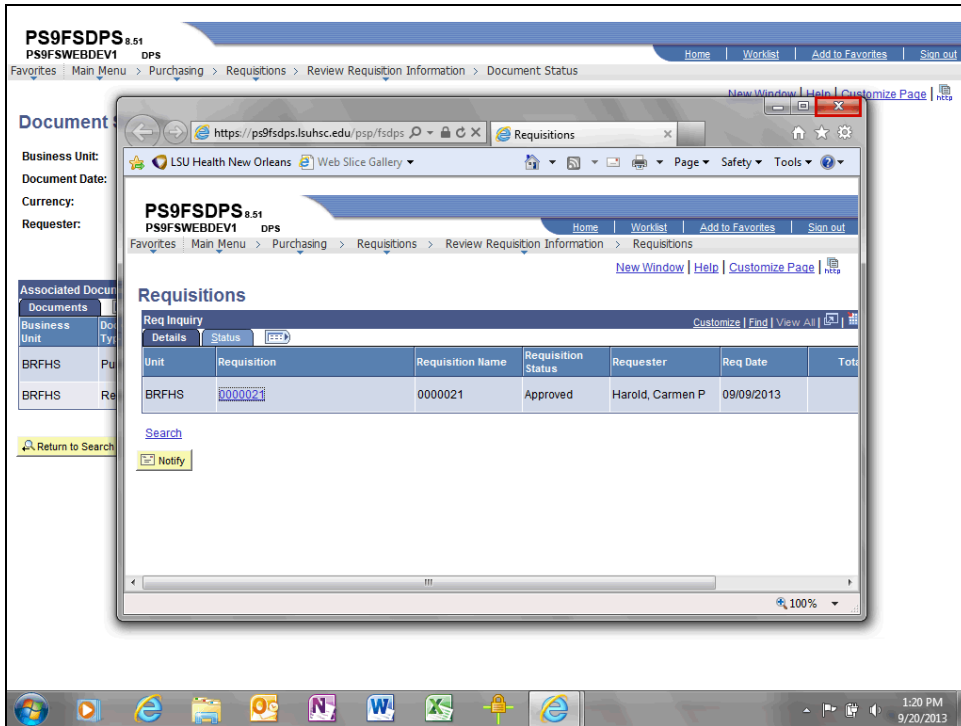 PS9FSDPS 8.51
PS9FSWEBDEV1 DPS
Home | Worklist | Add to Favorites | Sign out
Favorites Main Menu > Purchasing > Requisitions > Review Requisition Information > Document Status
New Window | Help | Customize Page | http
Document
Business Unit:
Document Date:
Currency:
Requester:
Associated Docum
Documents
Business Unit
Doc Typ
BRFHS Pu
BRFHS Re
Return to Search
https://ps9fsdps.lsuhsc.edu/psp/fsdps
Requisitions
LSU Health New Orleans Web Slice Gallery
Page Safety Tools
PS9FSDPS 8.51
PS9FSWEBDEV1 DPS
Home | Worklist | Add to Favorites | Sign out
Favorites Main Menu > Purchasing > Requisitions > Review Requisition Information > Requisitions
New Window | Help | Customize Page | http
Requisitions
Req Inquiry Customize | Find | View All |
Details Status
Unit Requisition Requisition Name Requisition Status Requester Req Date Tota
BRFHS 0000021 0000021 Approved Harold, Carmen P 09/09/2013
Search
Notify
100%
1:20 PM
9/20/2013